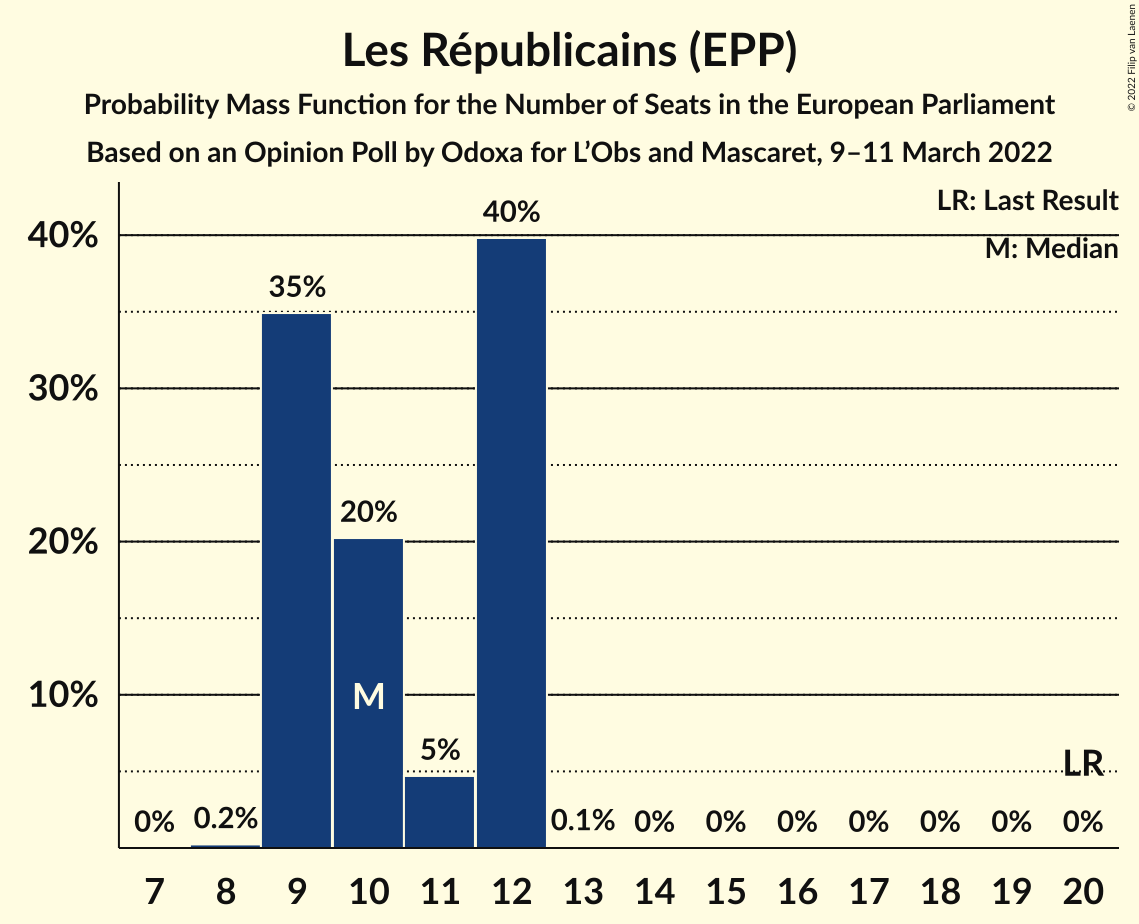 Les Républicains (EPP)
Probability Mass Function for the Number of Seats in the European Parliament
Based on an Opinion Poll by Odoxa for L’Obs and Mascaret, 9–11 March 2022
© 2022 Filip van Laenen
LR: Last Result
M: Median
40%
30%
20%
10%
0%
0.2%
35%
20%
5%
40%
0.1%
0%
0%
0%
0%
0%
0%
0%
M
LR
7 8 9 10 11 12 13 14 15 16 17 18 19 20